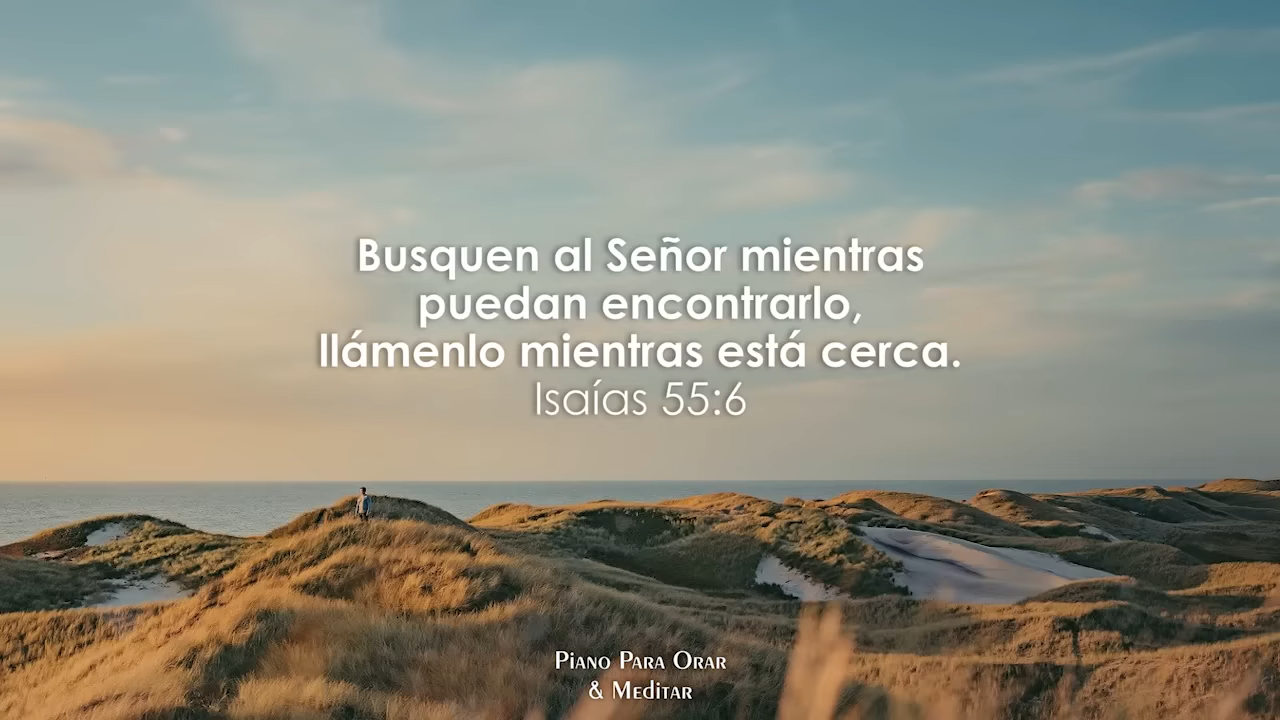 Busquen al Señor mientras
puedan encontrarlo,
llámenlo mientras está cerca.
Isaías 55:6
Piano Para Orar
& Meditar